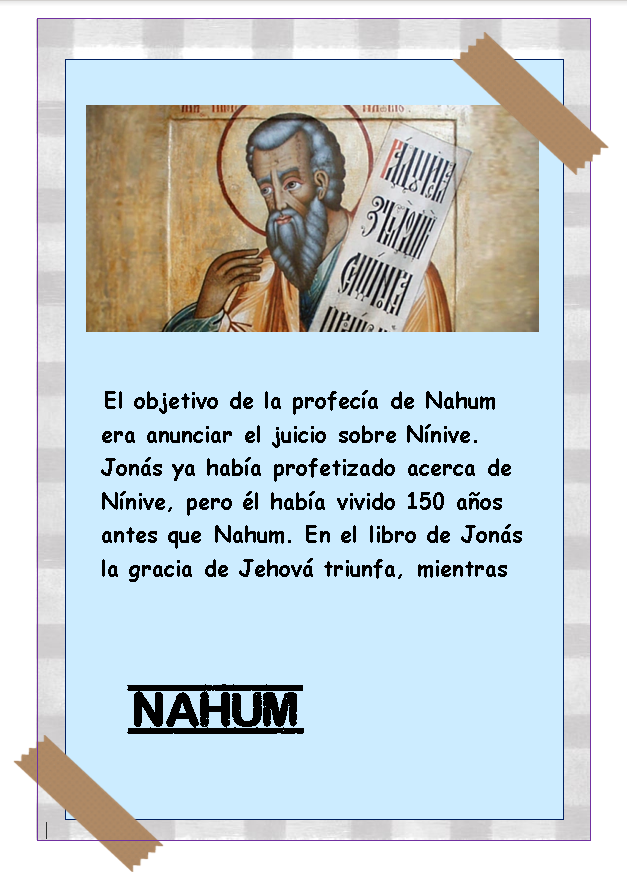 El objetivo de la profecía de Nahum
era anunciar el juicio sobre Nínive.
Jonás ya había profetizado acerca de
Nínive, pero él había vivido 150 años
antes que Nahum. En el libro de Jonás
la gracia de Jehová triunfa, mientras
NAHUM